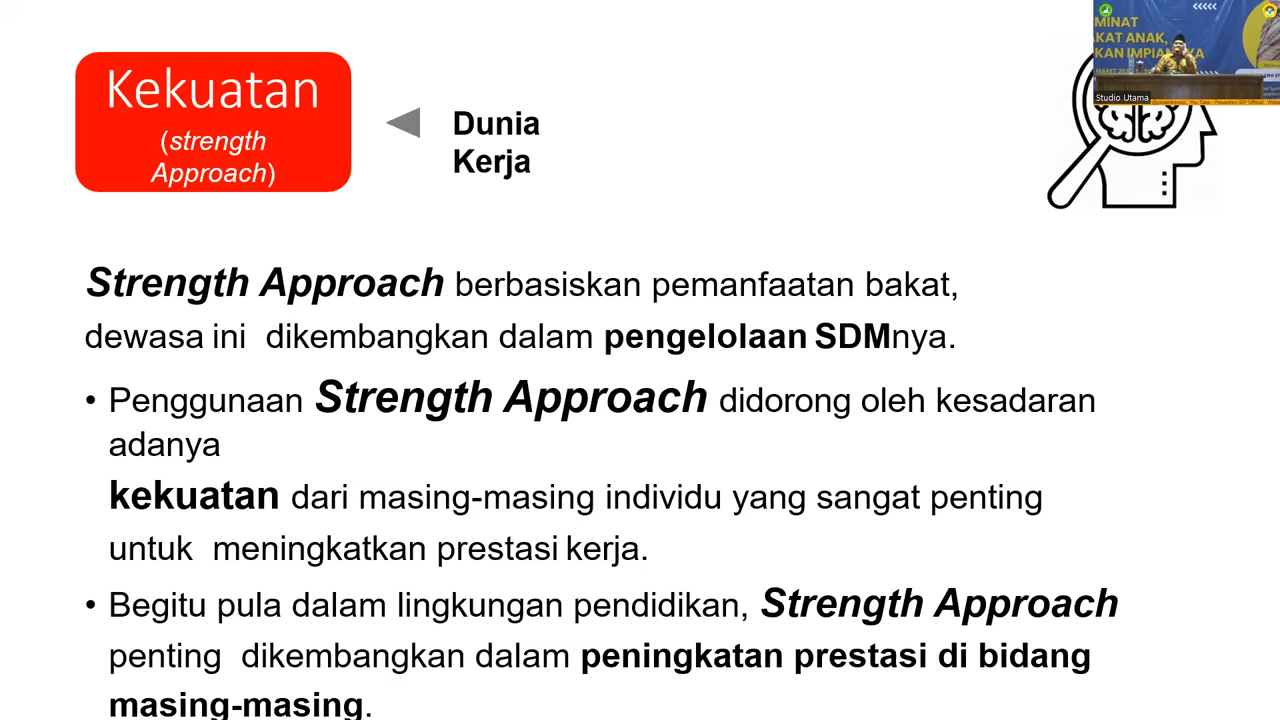 Kekuatan
(strength
Approach)
Dunia
Kerja
MINAT
AKAT ANAK,
KAN IMPIAN
MARET
Studio Utama
Strength Approach berbasiskan pemanfaatan bakat,
dewasa ini dikembangkan dalam pengelolaan SDMnya.
• Penggunaan Strength Approach didorong oleh kesadaran
adanya
kekuatan dari masing-masing individu yang sangat penting
untuk meningkatkan prestasi kerja.
• Begitu pula dalam lingkungan pendidikan, Strength Approach
penting dikembangkan dalam peningkatan prestasi di bidang
masing-masing.